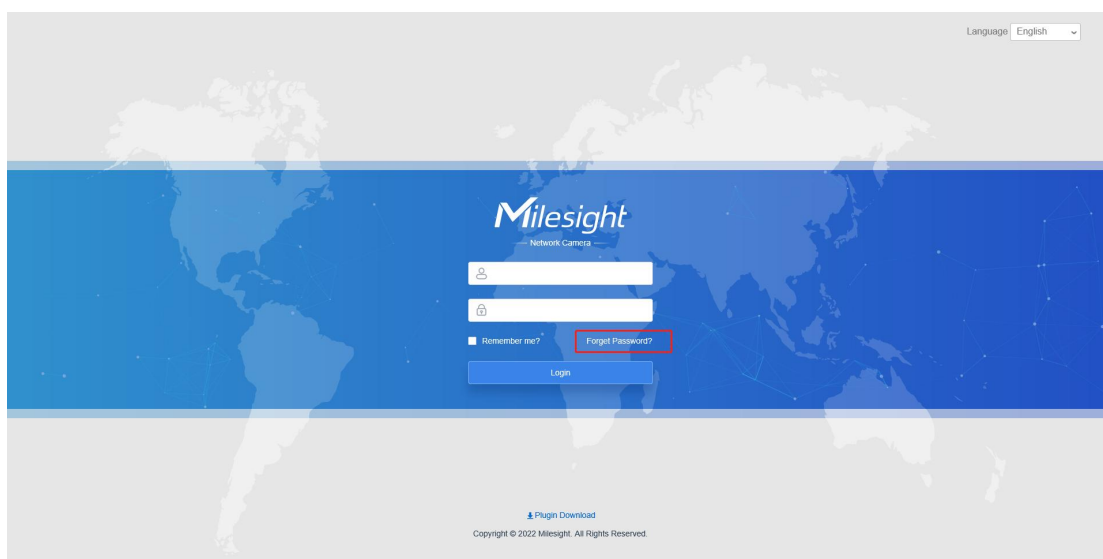 Language English
Milesight
Network Camera
Remember me? Forget Password?
Login
Plugin Download
Copyright © 2022 Milesight. All Rights Reserved.